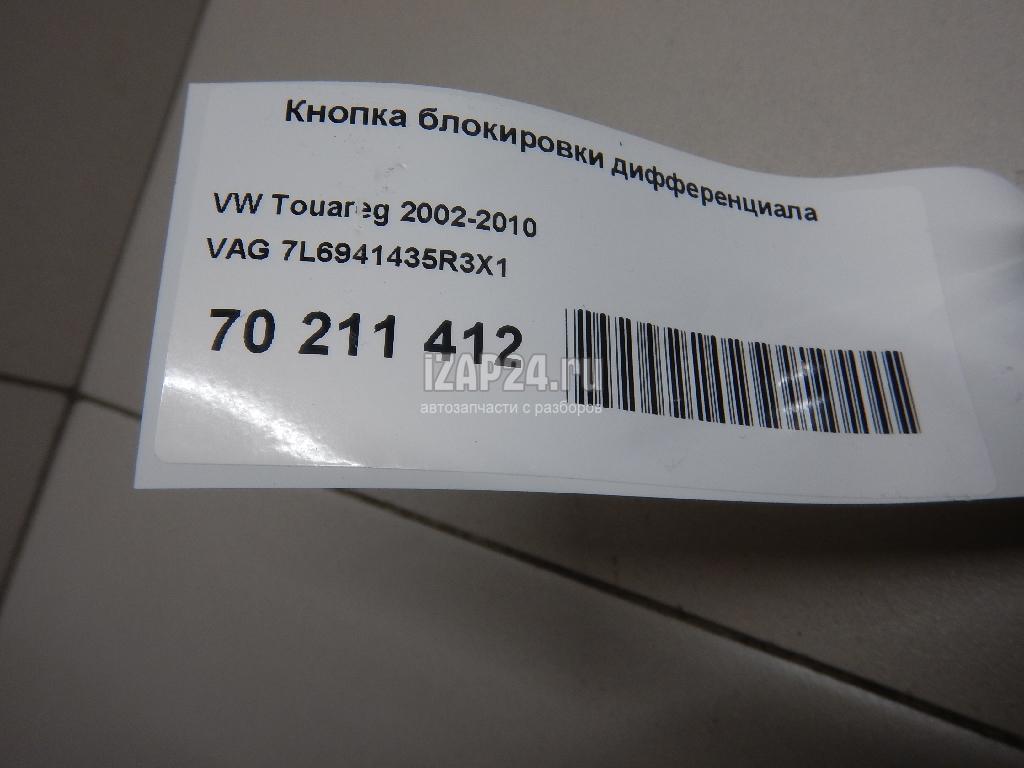 Кнопка блокировки дифференциала
VW Touareg 2002-2010
VAG 7L6941435R3X1
70 211 412
iZAP24.ru
автозапчасти с разборов